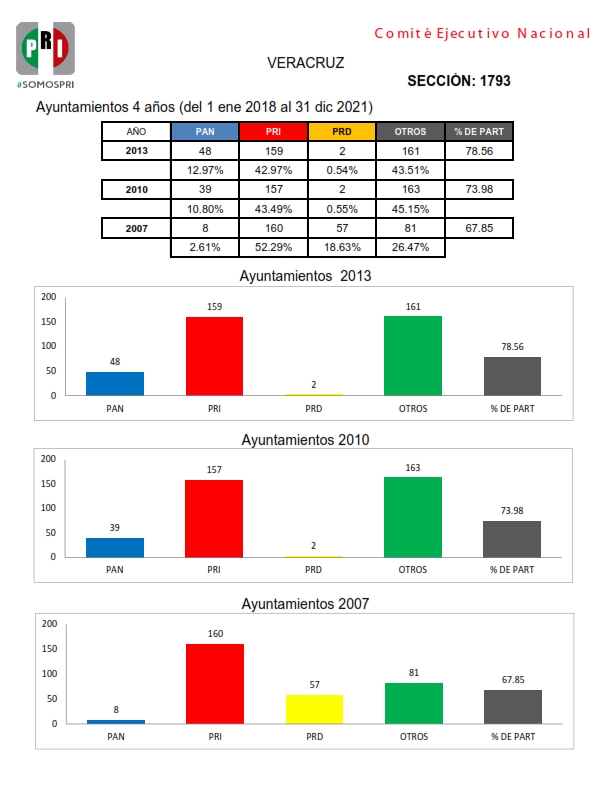 PRI
#SOMOSPRI
Comité Ejecutivo Nacional
VERACRUZ
SECCIÓN: 1793
Ayuntamientos 4 años (del 1 ene 2018 al 31 dic 2021)
AÑO PAN PRI PRD OTROS % DE PART
2013 48 159 2 161 78.56
12.97% 42.97% 0.54% 43.51%
2010 39 157 2 163 73.98
10.80% 43.49% 0.55% 45.15%
2007 8 160 57 81 67.85
2.61% 52.29% 18.63% 26.47%
Ayuntamientos 2013
200
150
100
50
0
48 159 2 161 78.56
PAN PRI PRD OTROS % DE PART
Ayuntamientos 2010
200
150
100
50
0
39 157 2 163 73.98
PAN PRI PRD OTROS % DE PART
Ayuntamientos 2007
200
150
100
50
0
8 160 57 81 67.85
PAN PRI PRD OTROS % DE PART